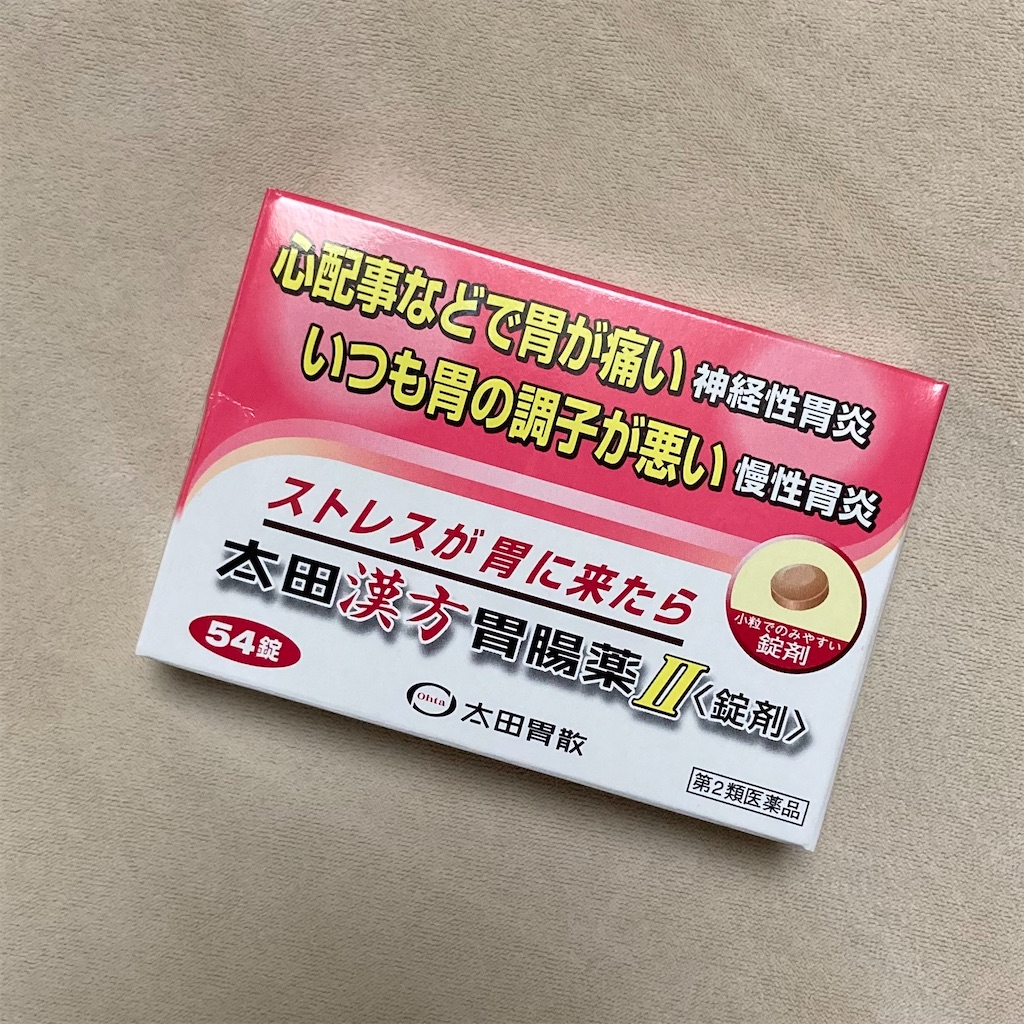 心配事などで胃が痛い 神経性胃炎
いつも胃の調子が悪い 慢性胃炎
ストレスが胃に来たら
太田漢方胃腸薬II〈錠剤〉
小粒でのみやすい
錠剤
54錠
Ohta 太田胃散
第2類医薬品